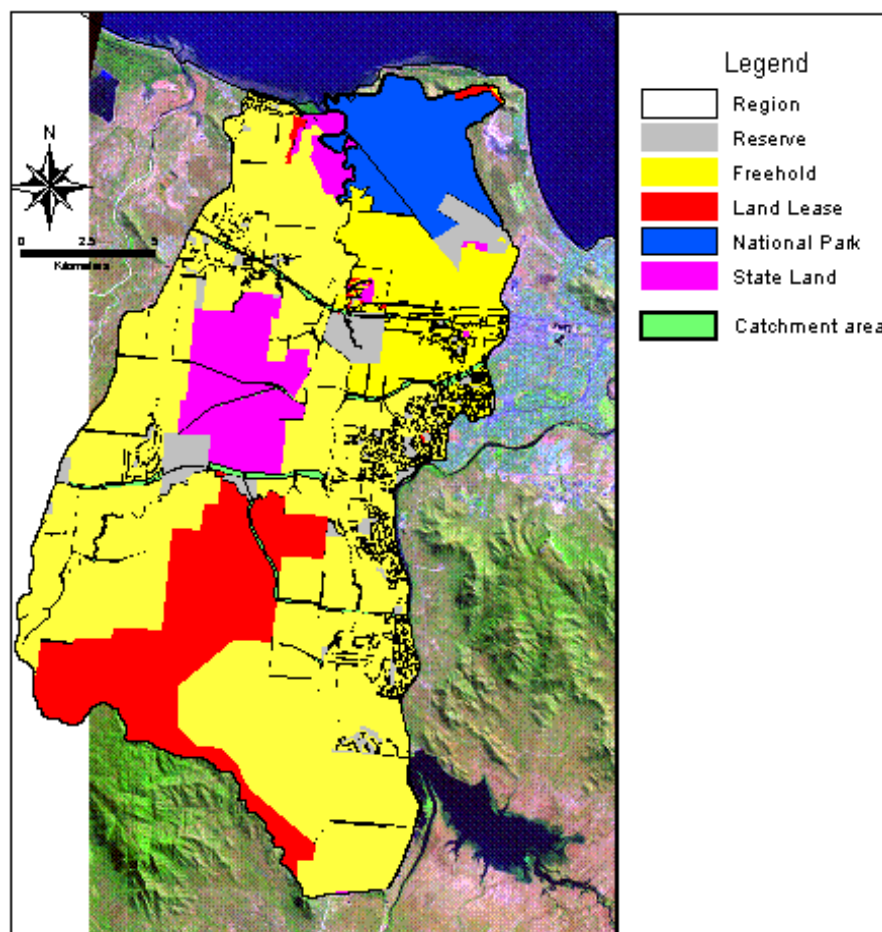 N
0 2.5 5
Kilometers
Legend
Region
Reserve
Freehold
Land Lease
National Park
State Land
Catchment area